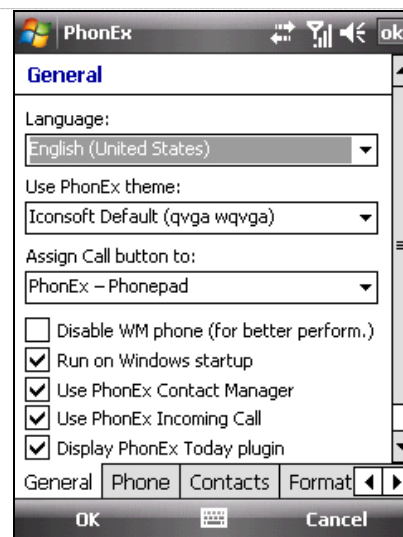 PhonEx
ok
General
Language:
English (United States)
Use PhonEx theme:
Iconsoft Default (qvga wqvga)
Assign Call button to:
PhonEx – Phonepad
Disable WM phone (for better perform.)
Run on Windows startup
Use PhonEx Contact Manager
Use PhonEx Incoming Call
Display PhonEx Today plugin
General Phone Contacts Format
OK Cancel